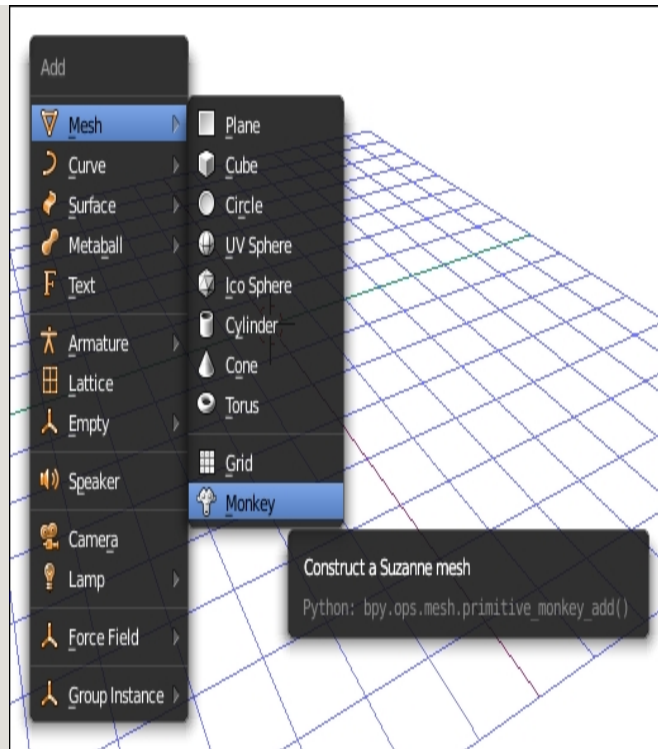 Add
Mesh
Curve
Surface
Metaball
Text
Armature
Lattice
Empty
Speaker
Camera
Lamp
Force Field
Group Instance
Plane
Cube
Circle
UV Sphere
Ico Sphere
Cylinder
Cone
Torus
Grid
Monkey
Construct a Suzanne mesh
Python: bpy.ops.mesh.primitive_monkey_add()